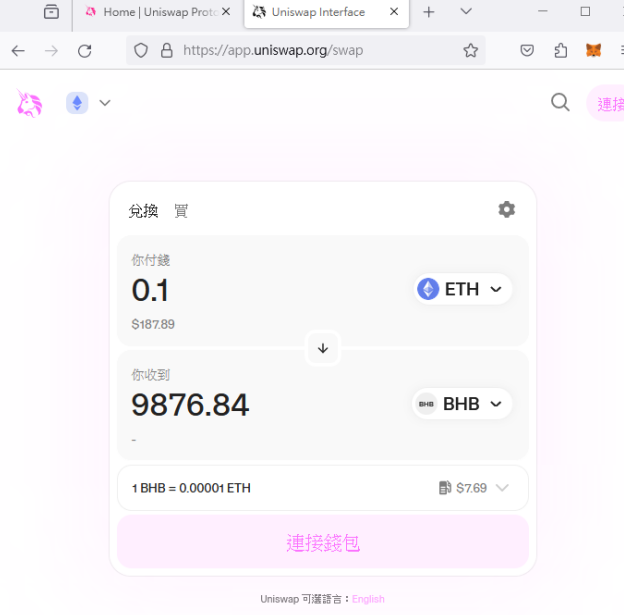 Home | Uniswap Proto
Uniswap Interface
https://app.uniswap.org/swap
連接
兌換 買
你付錢
0.1
ETH
$187.89
你收到
9876.84
BHB BHB
-
1 BHB = 0.00001 ETH $7.69
連接錢包
Uniswap 可選語言：English